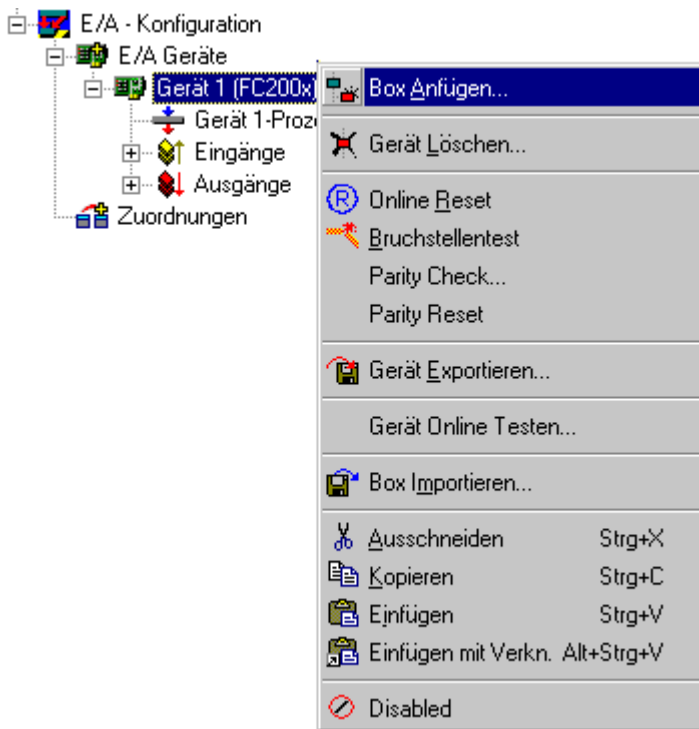 E/A - Konfiguration
E/A Geräte
Gerät 1 (FC200x)
Gerät 1-Proz
Eingänge
Ausgänge
Zuordnungen
Box Anfügen...
Gerät Löschen...
Online Reset
Bruchstellentest
Parity Check...
Parity Reset
Gerät Exportieren...
Gerät Online Testen...
Box Importieren...
Ausschneiden Strg+X
Kopieren Strg+C
Einfügen Strg+V
Einfügen mit Verkn. Alt+Strg+V
Disabled